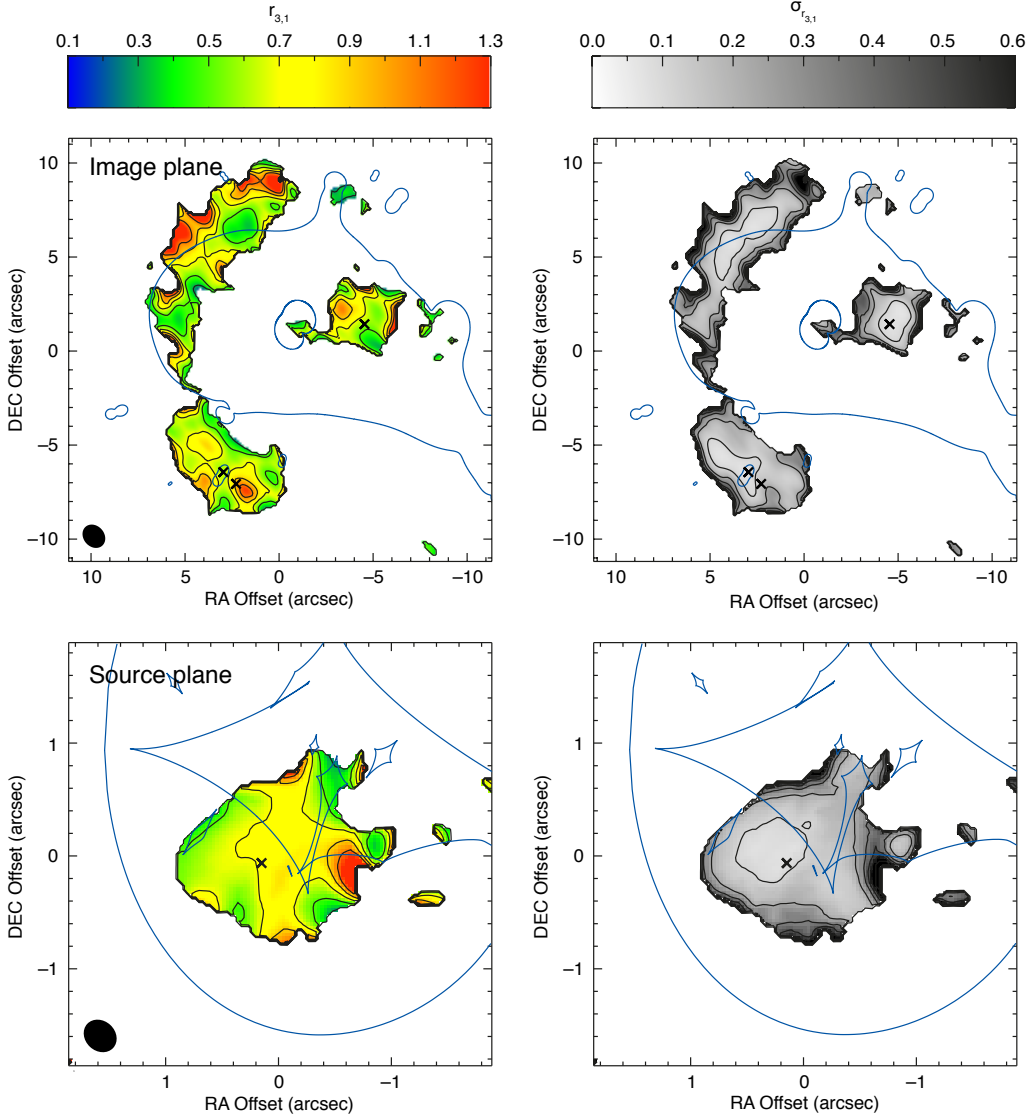 r3,1
0.1 0.3 0.5 0.7 0.9 1.1 1.3
σr3,1
0.0 0.1 0.2 0.3 0.4 0.5 0.6
Image plane
DEC Offset (arcsec)
10
5
0
−5
−10
10 5 0 −5 −10
RA Offset (arcsec)
DEC Offset (arcsec)
10
5
0
−5
−10
10 5 0 −5 −10
RA Offset (arcsec)
Source plane
DEC Offset (arcsec)
1
0
−1
1 0 −1
RA Offset (arcsec)
DEC Offset (arcsec)
1
0
−1
1 0 −1
RA Offset (arcsec)